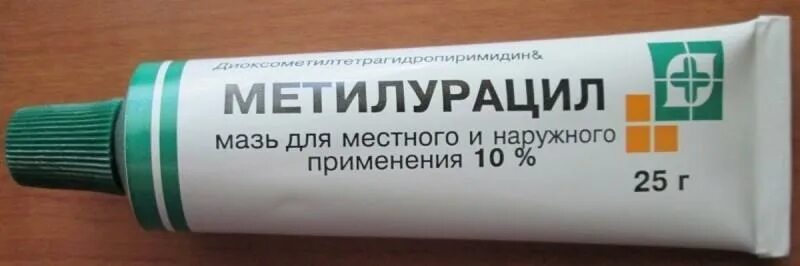 Диоксометилтетрагидропиримидин&
МЕТИЛУРАЦИЛ
мазь для местного и наружного
применения 10 %
25 г